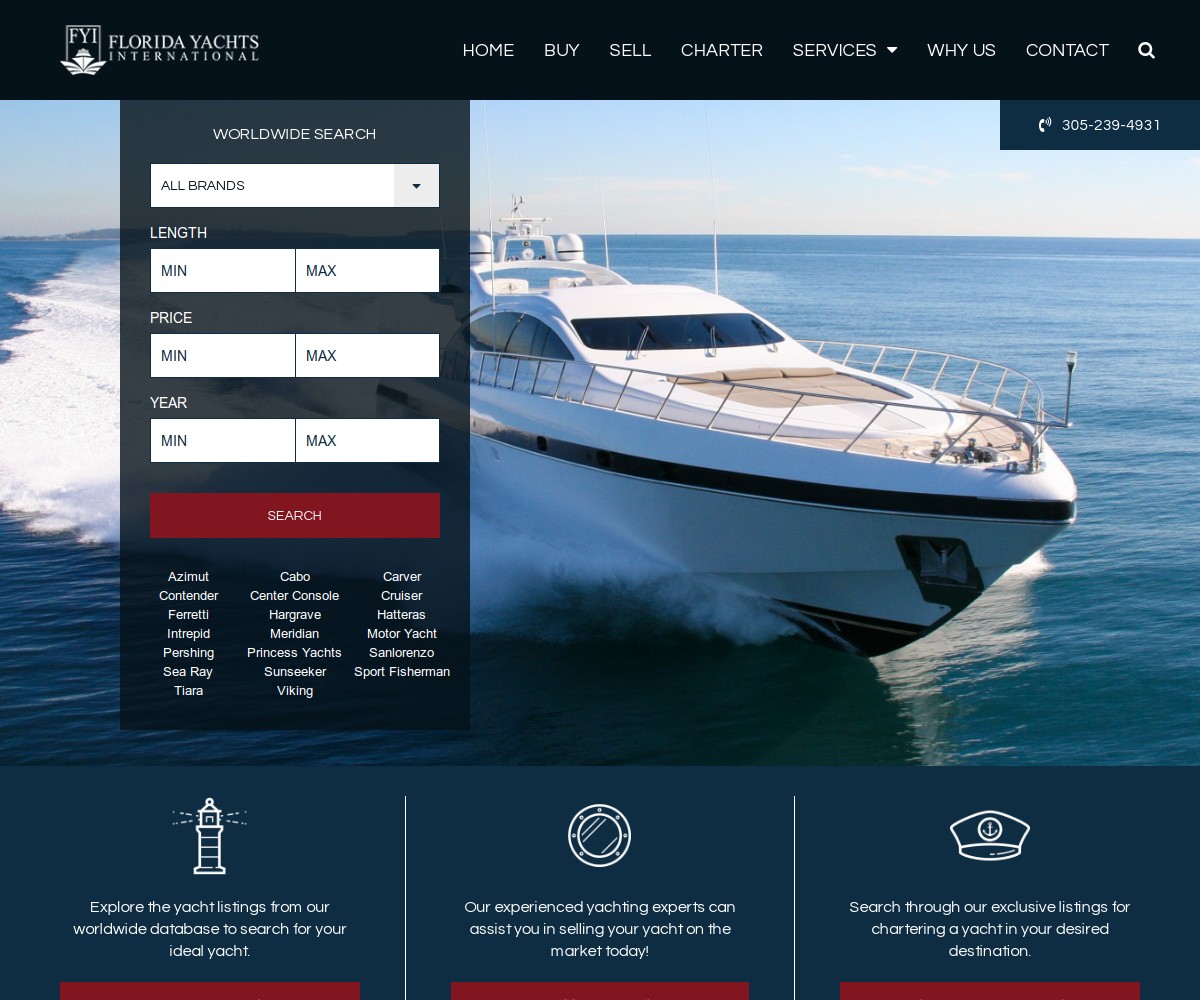 FYI FLORIDA YACHTS
INTERNATIONAL
HOME BUY SELL CHARTER SERVICES WHY US CONTACT
305-239-4931
WORLDWIDE SEARCH
ALL BRANDS
LENGTH
MIN MAX
PRICE
MIN MAX
YEAR
MIN MAX
SEARCH
Azimut Cabo Carver
Contender Center Console Cruiser
Ferretti Hargrave Hatteras
Intrepid Meridian Motor Yacht
Pershing Princess Yachts Sanlorenzo
Sea Ray Sunseeker Sport Fisherman
Tiara Viking
Explore the yacht listings from our
worldwide database to search for your
ideal yacht.
Our experienced yachting experts can
assist you in selling your yacht on the
market today!
Search through our exclusive listings for
chartering a yacht in your desired
destination.